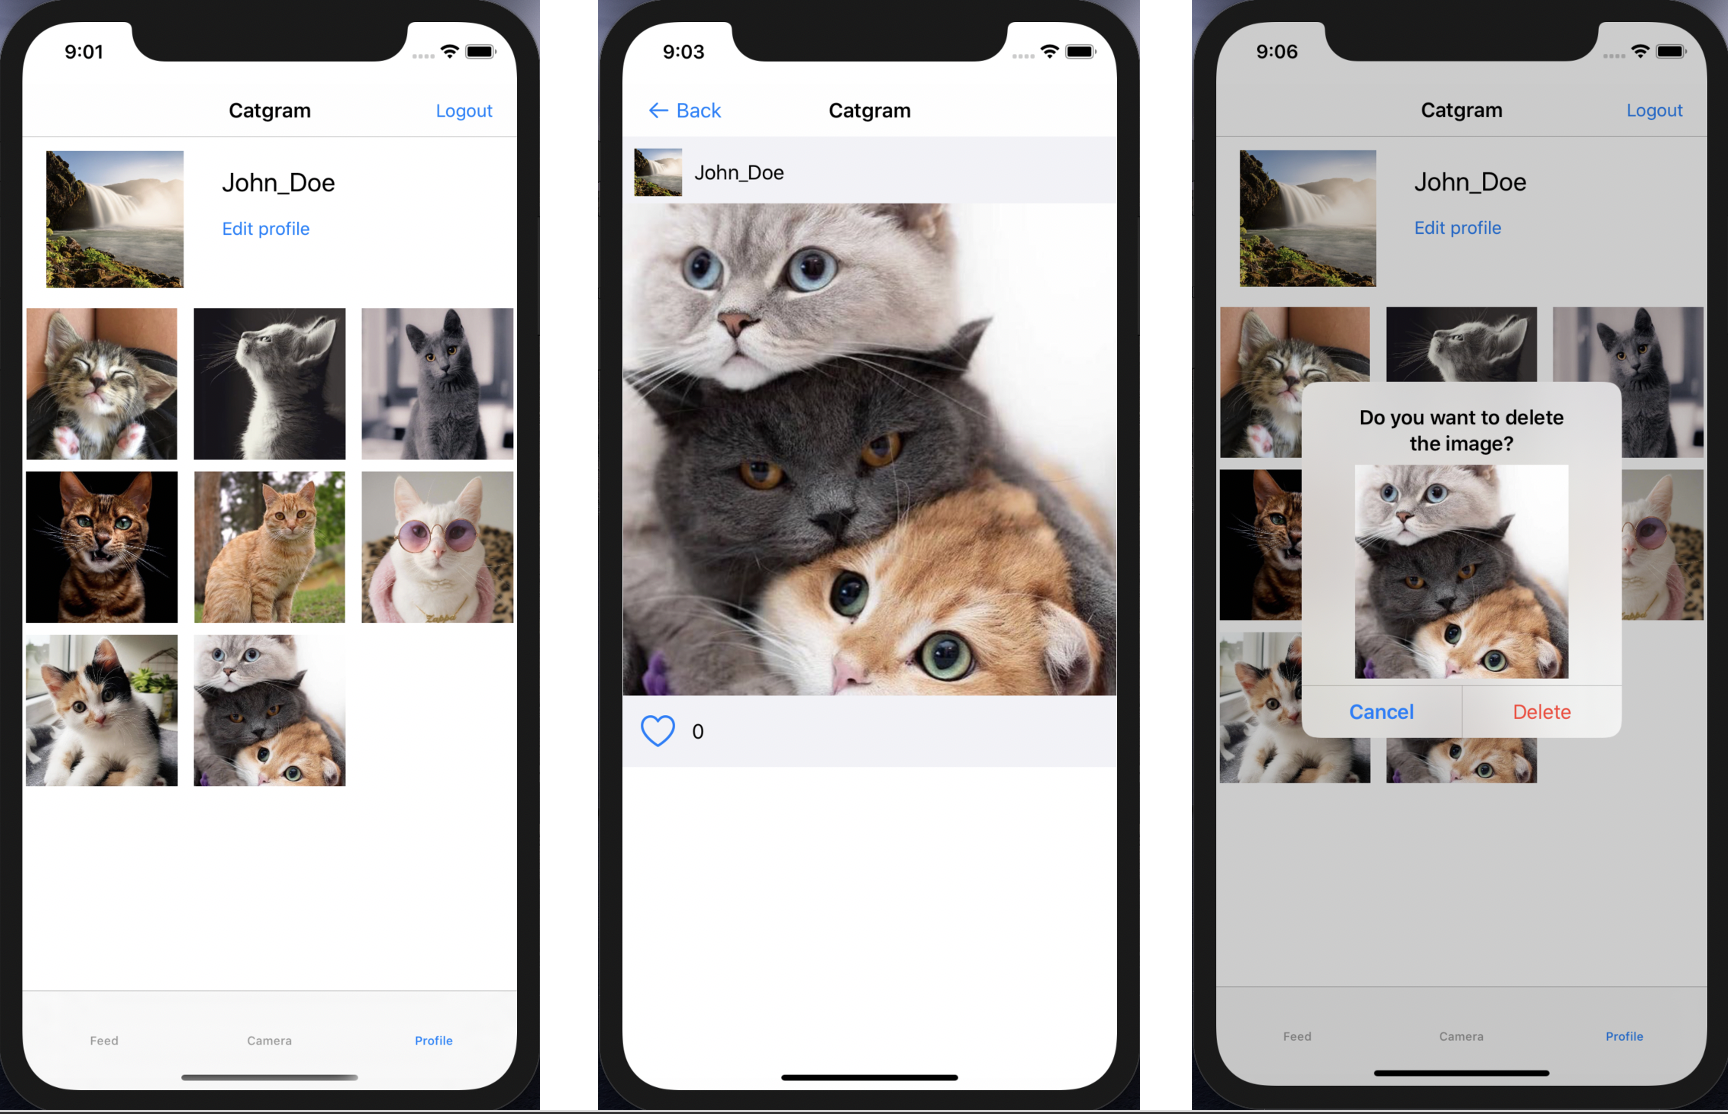 9:01
Catgram
Logout
John_Doe
Edit profile
Feed
Camera
Profile
9:03
Back
Catgram
John_Doe
0
9:06
Catgram
Logout
John_Doe
Edit profile
Do you want to delete
the image?
Cancel
Delete
Feed
Camera
Profile